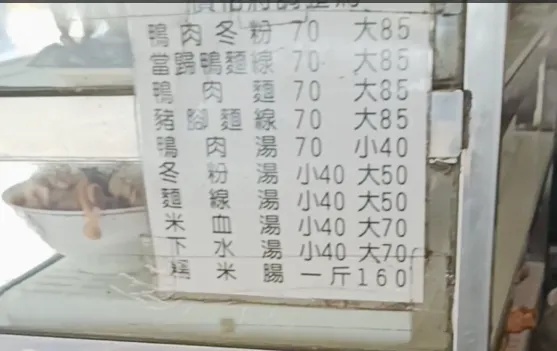 鴨肉冬粉 70 大85
當歸鴨麵線 70 大85
鴨肉麵 70 大85
豬腳麵線 70 大85
鴨肉湯 70 小40
冬粉湯 小40 大50
麵線湯 小40 大50
米血湯 小40 大70
下水湯 小40 大70
糯米腸 一斤160